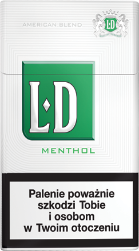 AMERICAN BLEND
L&D
L·D
MENTHOL
Palenie poważnie
szkodzi Tobie
i osobom
w Twoim otoczeniu